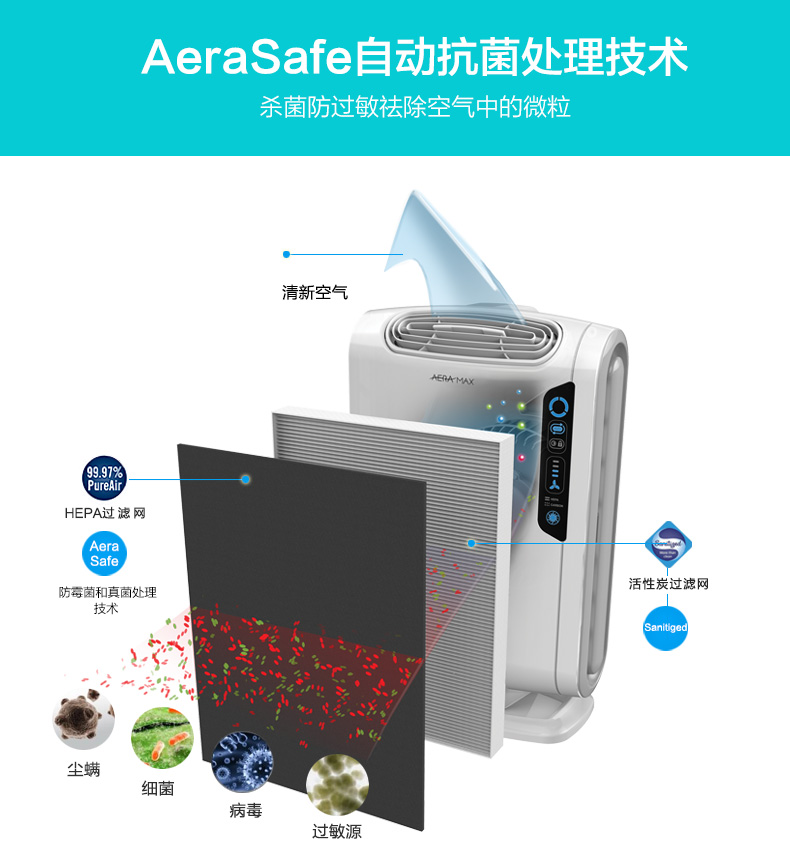 AeraSafe自动抗菌处理技术
杀菌防过敏祛除空气中的微粒
清新空气
AERA MAX
99.97%
PureAir
HEPA过滤网
Aera
Safe
防霉菌和真菌处理
技术
Sanitized
活性炭过滤网
Sanitiged
尘螨
细菌
病毒
过敏源